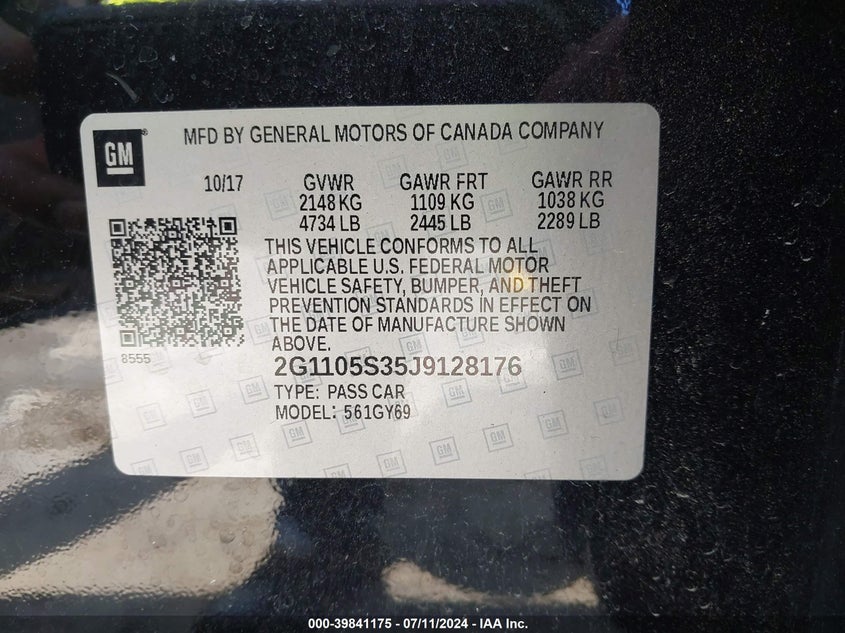 GM
MFD BY GENERAL MOTORS OF CANADA COMPANY
10/17 GVWR GAWR FRT GAWR RR
2148 KG 1109 KG 1038 KG
4734 LB 2445 LB 2289 LB
THIS VEHICLE CONFORMS TO ALL
APPLICABLE U.S. FEDERAL MOTOR
VEHICLE SAFETY, BUMPER, AND THEFT
PREVENTION STANDARDS IN EFFECT ON
THE DATE OF MANUFACTURE SHOWN
ABOVE.
8555
2G1105S35J9128176
TYPE: PASS CAR
MODEL: 561GY69
000-39841175 - 07/11/2024 - IAA Inc.